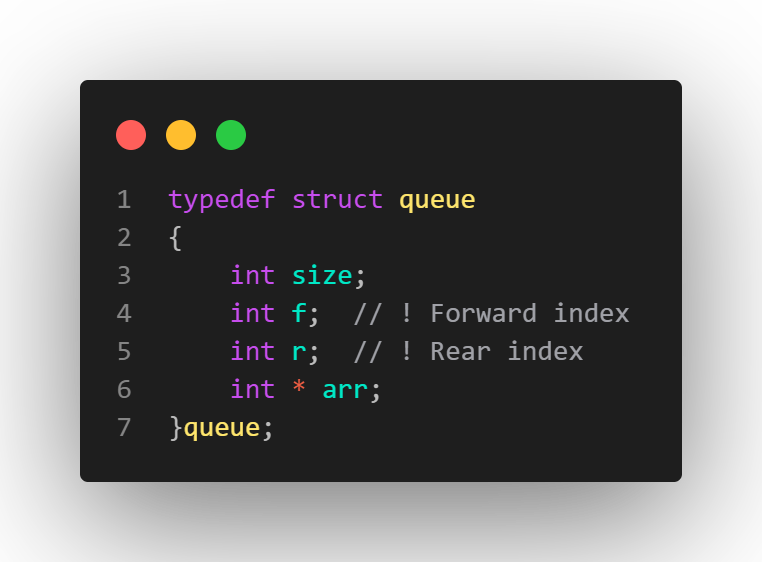 1 typedef struct queue
2 {
3     int size;
4     int f;  // ! Forward index
5     int r;  // ! Rear index
6     int * arr;
7 }queue;